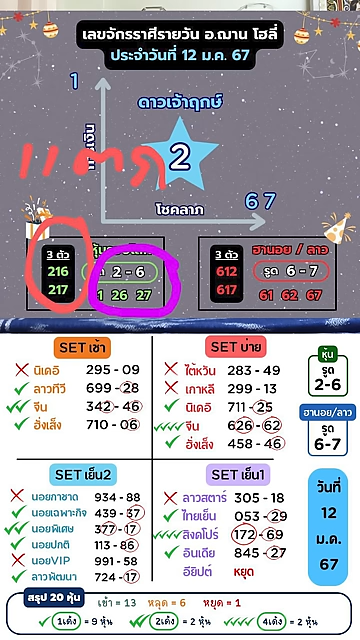 เลขจักรราศีรายวัน อ.ฌาน โฮลี่
ประจำวันที่ 12 ม.ค. 67
1
ดาวเจ้าฤกษ์
2
โชคลาภ
67
3 ตัว
216
217
2 - 6
26 27
3 ตัว
612
617
ฮานอย / ลาว
รูด 6 - 7
61 62 67
SET เช้า
นิเคอิ 295 - 09
ลาวทีวี 699 - 28
จีน 342 - 46
ฮั่งเส็ง 710 - 06
SET บ่าย
ไต้หวัน 283 - 49
เกาหลี 299 - 13
นิเคอิ 711 - 25
จีน 626 - 62
ฮั่งเส็ง 458 - 46
หุ้น
รูด
2-6
ฮานอย/ลาว
รูด
6-7
SET เย็น2
นอยกาชาด 934 - 88
นอยเฉพาะกิจ 439 - 37
นอยพิเศษ 377 - 17
นอยปกติ 113 - 86
นอยVIP 991 - 58
ลาวพัฒนา 724 - 17
SET เย็น1
ลาวสตาร์ 305 - 18
ไทยเย็น 053 - 29
สิงคโปร์ 172 - 69
อินเดีย 845 - 27
อียิปต์ หยุด
วันที่
12
ม.ค.
67
สรุป 20 หุ้น
เข้า = 13 หลุด = 6 หยุด = 1
1เด้ง = 9 หุ้น 2เด้ง = 2 หุ้น 4เด้ง = 2 หุ้น